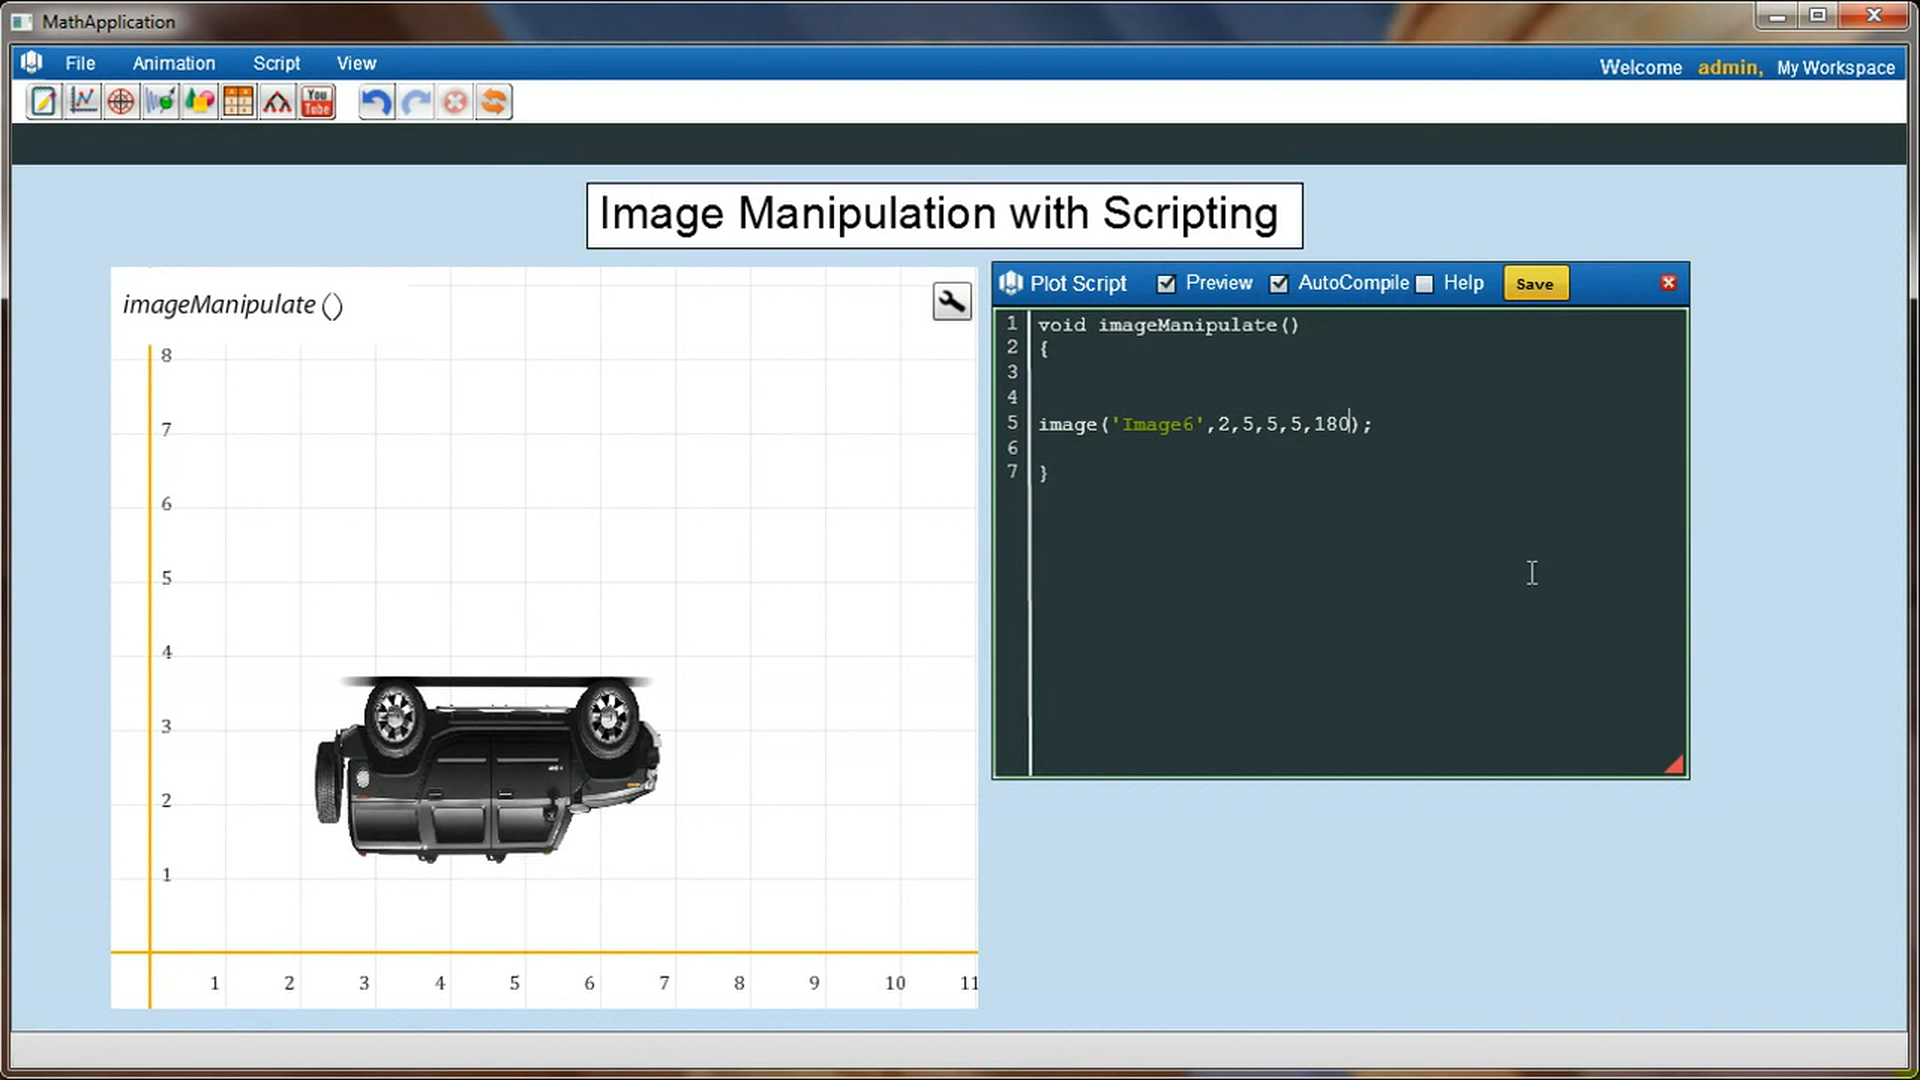 MathApplication
File Animation Script View
Welcome admin, My Workspace
You
Tube
Image Manipulation with Scripting
imageManipulate ()
8
7
6
5
4
3
2
1
1 2 3 4 5 6 7 8 9 10 11
Plot Script Preview AutoCompile Help Save
1 void imageManipulate()
2 {
3
4
5 image('Image6',2,5,5,5,180);
6
7 }